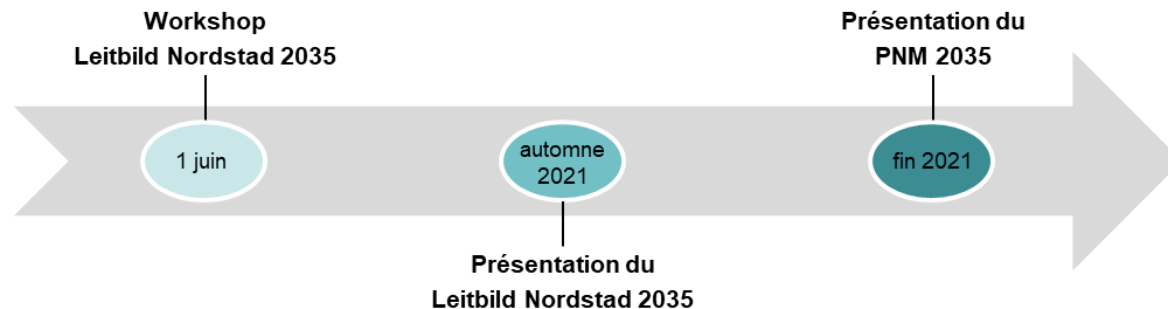 Workshop
Leitbild Nordstad 2035
Présentation du
PNM 2035
1 juin
automne
2021
fin 2021
Présentation du
Leitbild Nordstad 2035